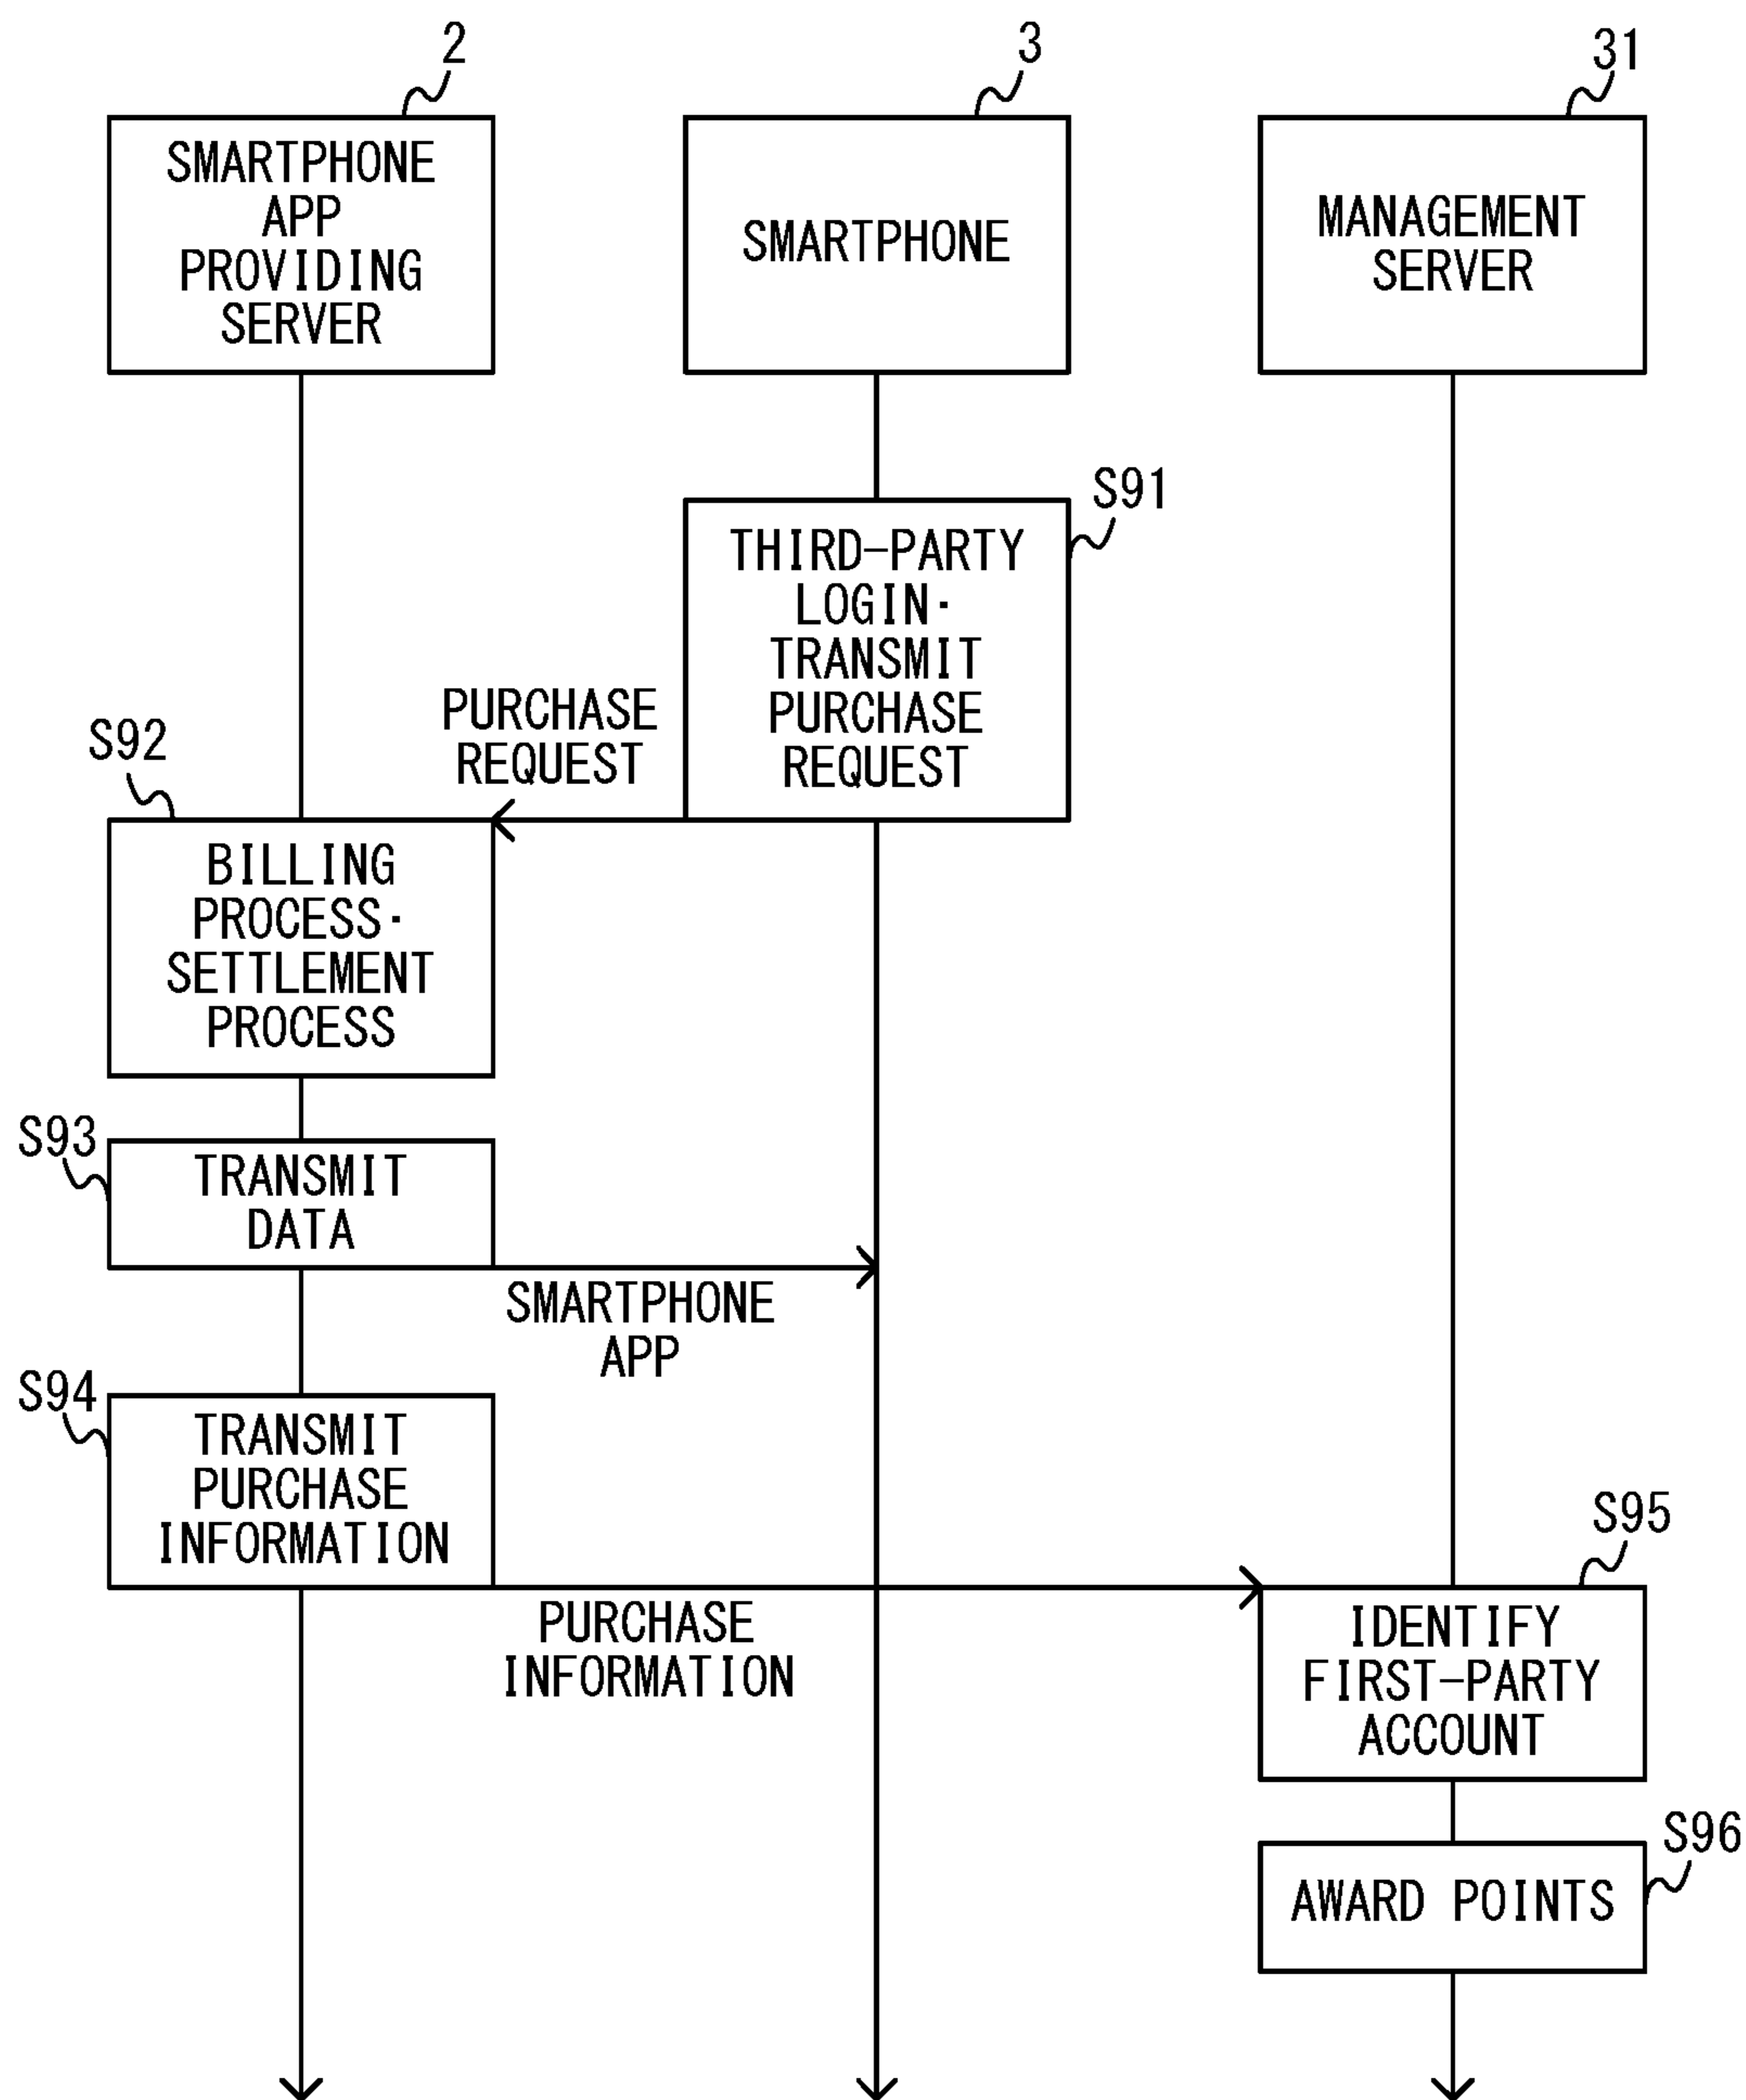 2
3
31
SMARTPHONE
APP
PROVIDING
SERVER
SMARTPHONE
MANAGEMENT
SERVER
S91
THIRD-PARTY
LOGIN·
TRANSMIT
PURCHASE
REQUEST
PURCHASE
REQUEST
S92
BILLING
PROCESS·
SETTLEMENT
PROCESS
S93
TRANSMIT
DATA
SMARTPHONE
APP
S94
TRANSMIT
PURCHASE
INFORMATION
PURCHASE
INFORMATION
S95
IDENTIFY
FIRST-PARTY
ACCOUNT
S96
AWARD POINTS